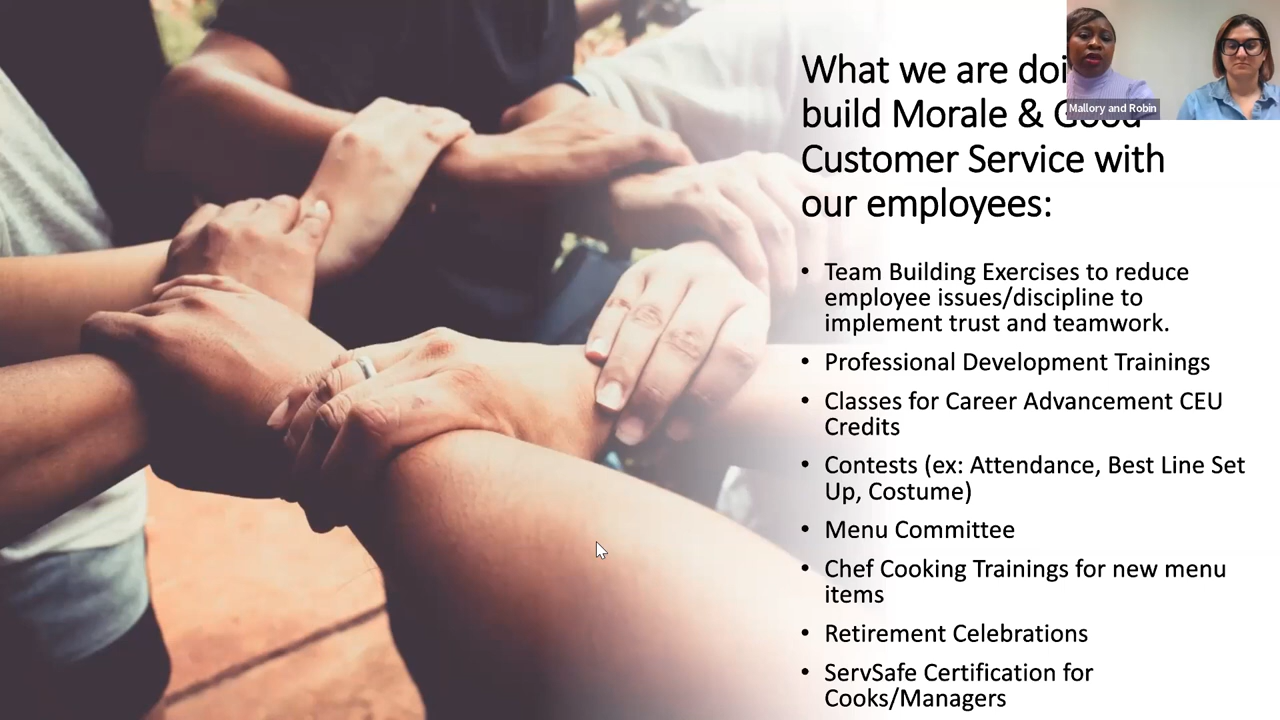 What we are doi
build Morale & Good
Customer Service with
our employees:
Mallory and Robin
• Team Building Exercises to reduce
employee issues/discipline to
implement trust and teamwork.
• Professional Development Trainings
• Classes for Career Advancement CEU
Credits
• Contests (ex: Attendance, Best Line Set
Up, Costume)
• Menu Committee
• Chef Cooking Trainings for new menu
items
• Retirement Celebrations
• ServSafe Certification for
Cooks/Managers